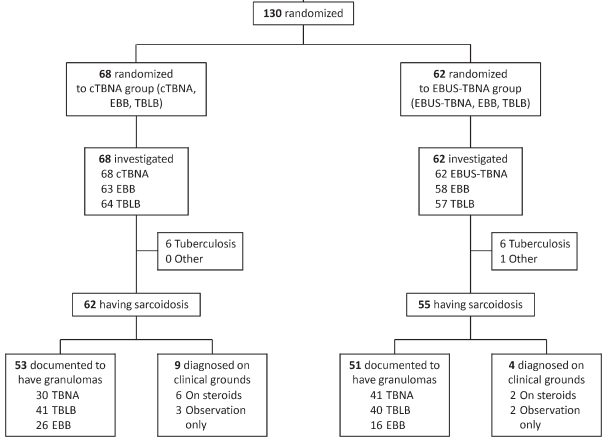 130 randomized
68 randomized
to cTBNA group (cTBNA,
EBB, TBLB)
62 randomized
to EBUS-TBNA group
(EBUS-TBNA, EBB, TBLB)
68 investigated
68 cTBNA
63 EBB
64 TBLB
62 investigated
62 EBUS-TBNA
58 EBB
57 TBLB
6 Tuberculosis
0 Other
6 Tuberculosis
1 Other
62 having sarcoidosis
55 having sarcoidosis
53 documented to
have granulomas
30 TBNA
41 TBLB
26 EBB
9 diagnosed on
clinical grounds
6 On steroids
3 Observation
only
51 documented to
have granulomas
41 TBNA
40 TBLB
16 EBB
4 diagnosed on
clinical grounds
2 On steroids
2 Observation
only